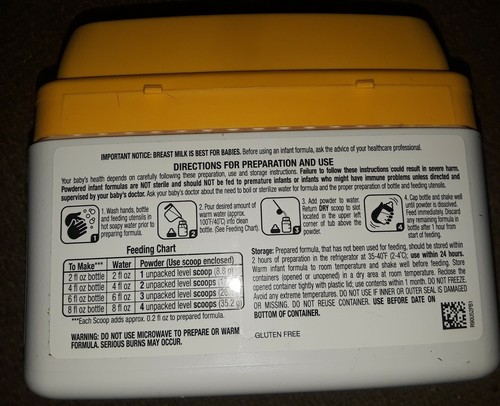 IMPORTANT NOTICE: BREAST MILK IS BEST FOR BABIES. Before using an infant formula, ask the advice of your healthcare professional.
DIRECTIONS FOR PREPARATION AND USE
Your baby's health depends on carefully following these preparation, use and storage instructions. Failure to follow these instructions could result in severe harm.
Powdered infant formulas are NOT sterile and should NOT be fed to premature infants or infants who might have immune problems unless directed and
supervised by your baby's doctor. Ask your baby's doctor about the need to boil or sterilize water for formula and the proper preparation of bottle and feeding utensils.
1
1. Wash hands, bottle
and feeding utensils in
hot soapy water prior to
preparing formula.
2
2. Pour desired amount of
warm water (approx.
100°F/40°C) into clean
bottle. (See Feeding Chart).
3
3. Add powder to water.
Return DRY scoop to slot
located in the upper left
corner of tub above the
powder.
4
4. Cap bottle and shake well
until powder is dissolved.
Feed immediately. Discard
any remaining formula in
bottle after 1 hour from
start of feeding.
Feeding Chart
To Make*** Water Powder (Use scoop enclosed)
2 fl oz bottle 2 fl oz 1 unpacked level scoop (8.8 g)
4 fl oz bottle 4 fl oz 2 unpacked level scoops
6 fl oz bottle 6 fl oz 3 unpacked level scoops
8 fl oz bottle 8 fl oz 4 unpacked level scoops (35.2 g)
***Each Scoop adds approx. 0.2 fl oz to prepared formula.
WARNING: DO NOT USE MICROWAVE TO PREPARE OR WARM
FORMULA. SERIOUS BURNS MAY OCCUR.
Storage: Prepared formula, that has not been used for feeding, should be stored within
2 hours of preparation in the refrigerator at 35-40°F (2-4°C); use within 24 hours.
Warm infant formula to room temperature and shake well before feeding. Store
containers (opened or unopened) in a dry area at room temperature. Reclose the
opened container tightly with plastic lid; use contents within 1 month. DO NOT FREEZE.
Avoid any extreme temperatures. DO NOT USE IF INNER OR OUTER SEAL IS DAMAGED
OR MISSING. DO NOT REUSE CONTAINER. USE BEFORE DATE ON
BOTTOM OF CONTAINER.
GLUTEN FREE